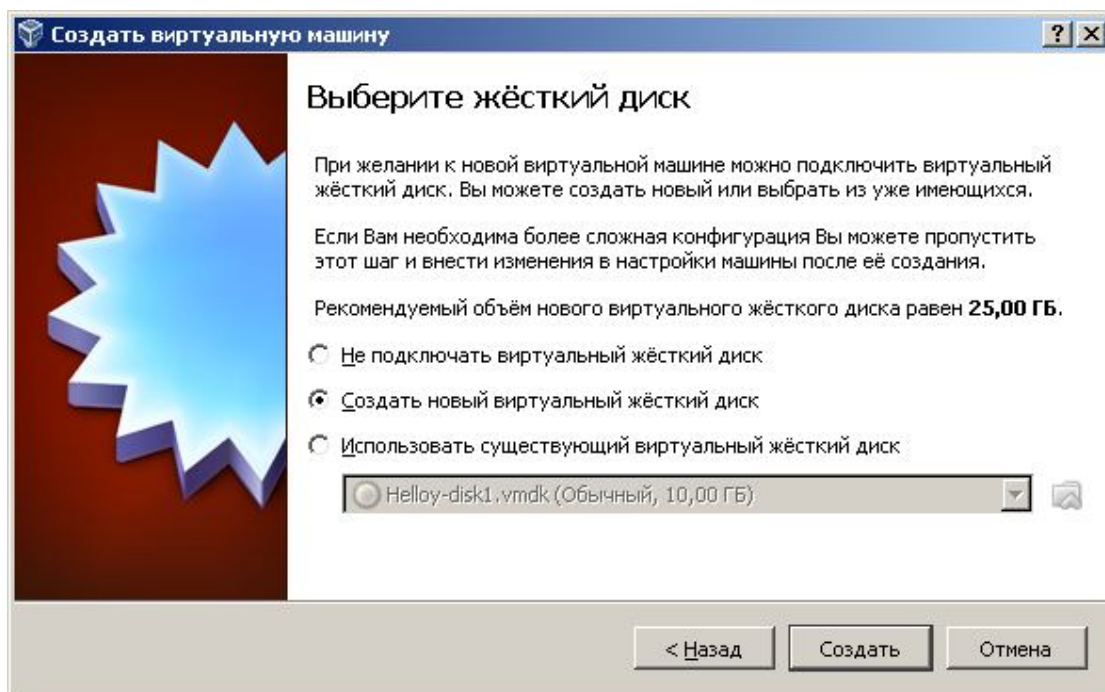 Создать виртуальную машину
Выберите жёсткий диск
При желании к новой виртуальной машине можно подключить виртуальный
жёсткий диск. Вы можете создать новый или выбрать из уже имеющихся.
Если Вам необходима более сложная конфигурация Вы можете пропустить
этот шаг и внести изменения в настройки машины после её создания.
Рекомендуемый объём нового виртуального жёсткого диска равен 25,00 ГБ.
Не подключать виртуальный жёсткий диск
Создать новый виртуальный жёсткий диск
Использовать существующий виртуальный жёсткий диск
Helloy-disk1.vmdk (Обычный, 10,00 ГБ)
< Назад Создать Отмена